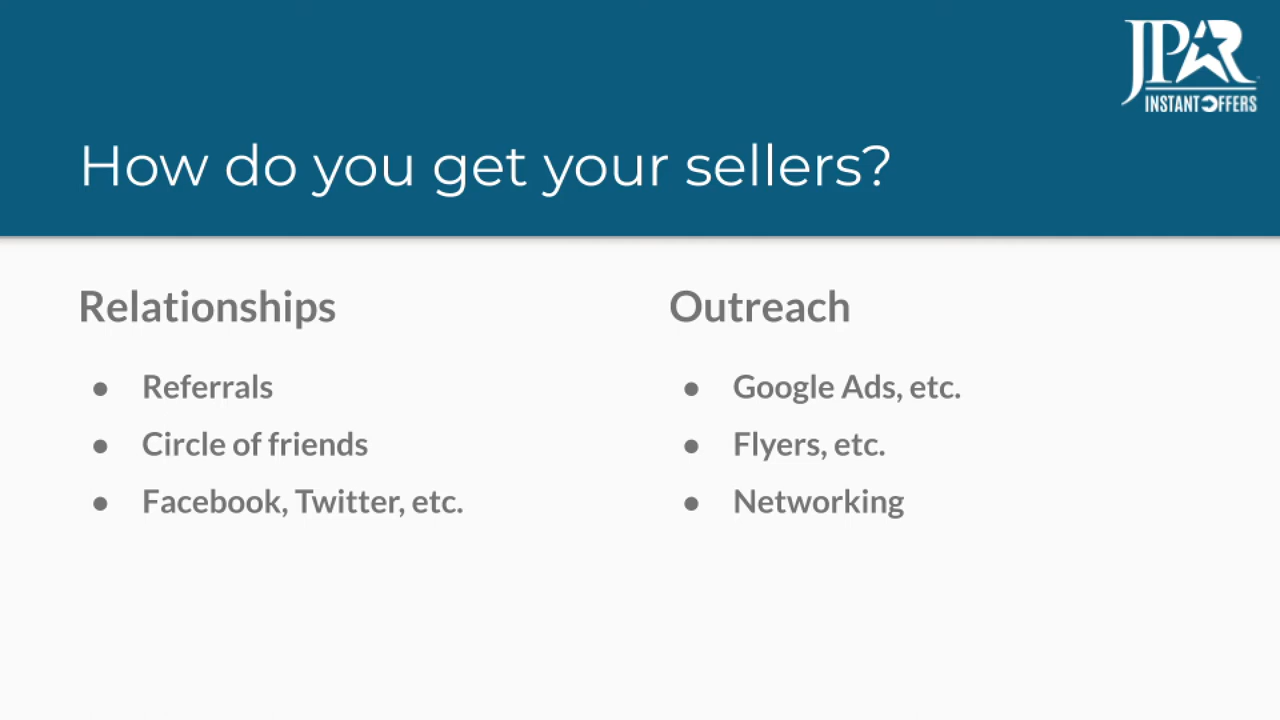 JPAR
INSTANT OFFERS
How do you get your sellers?
Relationships
● Referrals
● Circle of friends
● Facebook, Twitter, etc.
Outreach
● Google Ads, etc.
● Flyers, etc.
● Networking